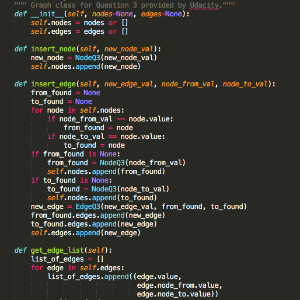 """ Graph class for Question 3 provided by Udacity."""
def __init__(self, nodes=None, edges=None):
self.nodes = nodes or []
self.edges = edges or []
def insert_node(self, new_node_val):
new_node = NodeQ3(new_node_val)
self.nodes.append(new_node)
def insert_edge(self, new_edge_val, node_from_val, node_to_val):
from_found = None
to_found = None
for node in self.nodes:
if node_from_val == node.value:
from_found = node
if node_to_val == node.value:
to_found = node
if from_found is None:
from_found = NodeQ3(node_from_val)
self.nodes.append(from_found)
if to_found is None:
to_found = NodeQ3(node_to_val)
self.nodes.append(to_found)
new_edge = EdgeQ3(new_edge_val, from_found, to_found)
from_found.edges.append(new_edge)
to_found.edges.append(new_edge)
self.edges.append(new_edge)
def get_edge_list(self):
list_of_edges = []
for edge in self.edges:
list_of_edges.append((edge.value,
edge.node_from.value,
edge.node_to.value))